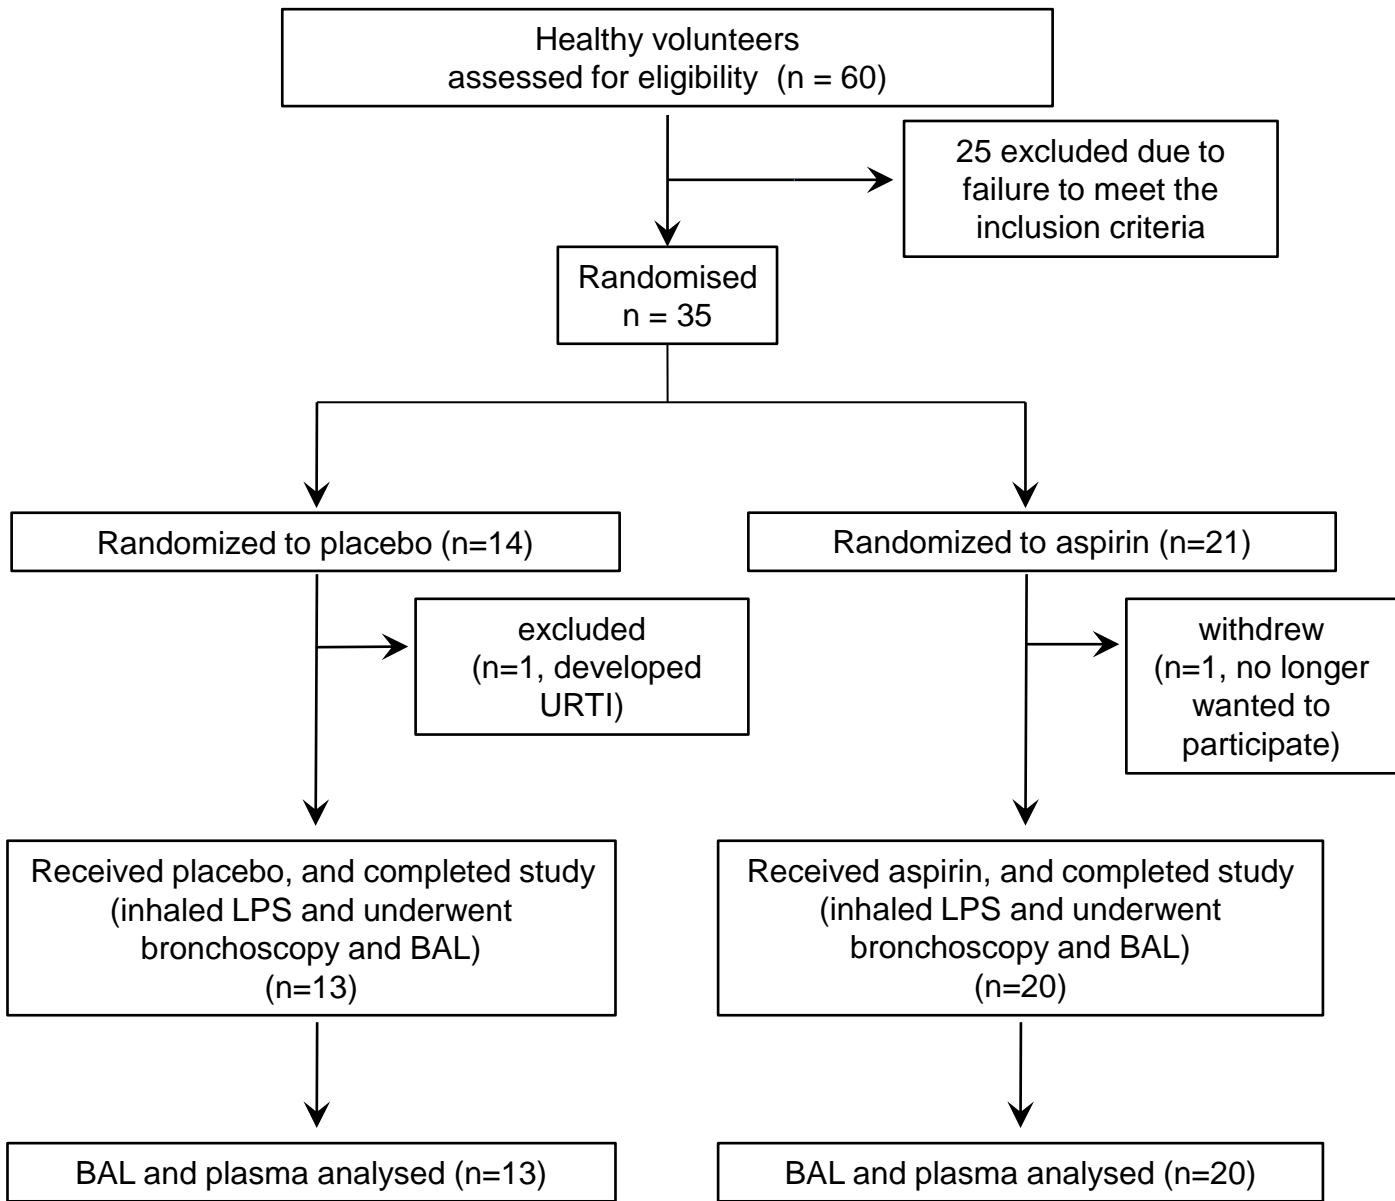 Healthy volunteers
assessed for eligibility  (n = 60)
25 excluded due to
failure to meet the
inclusion criteria
Randomised
n = 35
Randomized to placebo (n=14)
Randomized to aspirin (n=21)
excluded
(n=1, developed
URTI)
withdrew
(n=1, no longer
wanted to
participate)
Received placebo, and completed study
(inhaled LPS and underwent
bronchoscopy and BAL)
(n=13)
Received aspirin, and completed study
(inhaled LPS and underwent
bronchoscopy and BAL)
(n=20)
BAL and plasma analysed (n=13)
BAL and plasma analysed (n=20)